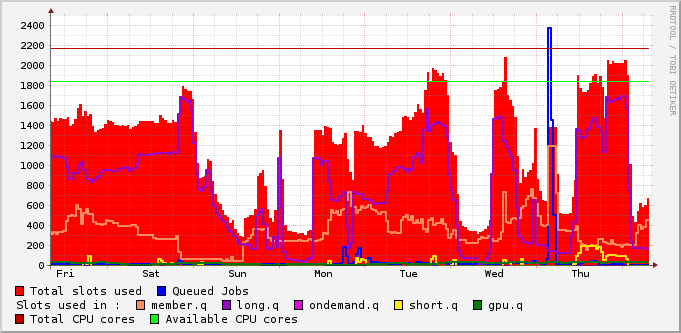 RRDTOOL / TOBI OETIKER
2400
2200
2000
1800
1600
1400
1200
1000
800
600
400
200
0
Fri Sat Sun Mon Tue Wed Thu
Total slots used Queued Jobs
Slots used in : member.q long.q ondemand.q short.q gpu.q
Total CPU cores Available CPU cores